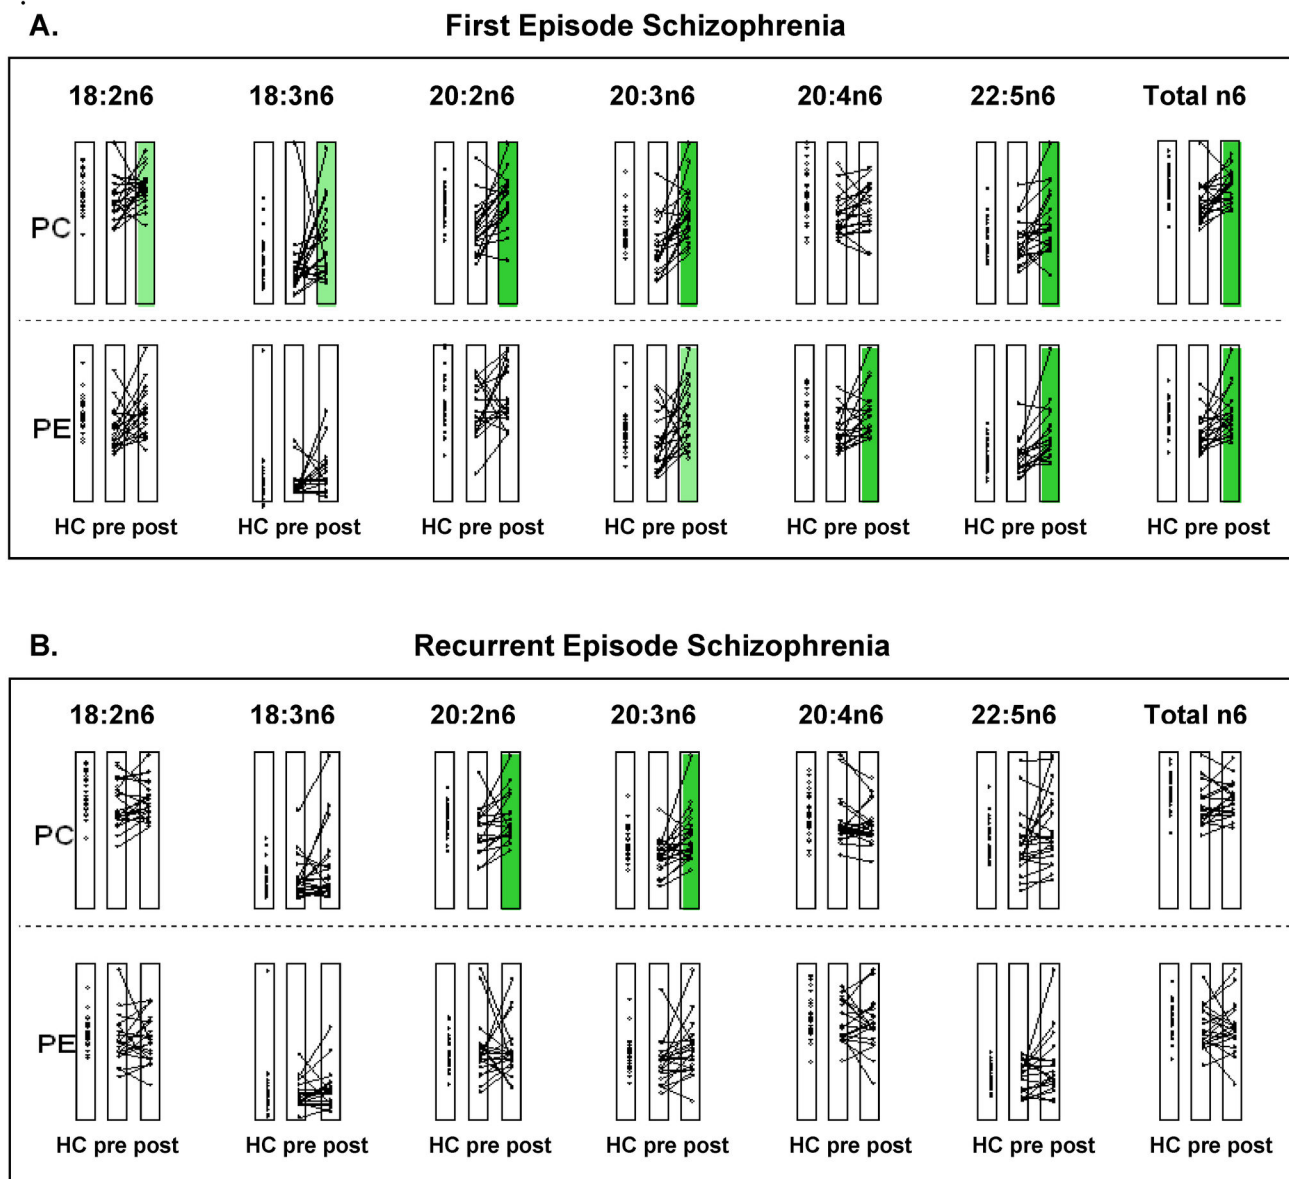 A. First Episode Schizophrenia
18:2n6 18:3n6 20:2n6 20:3n6 20:4n6 22:5n6 Total n6
PC
PE
HC pre post HC pre post HC pre post HC pre post HC pre post HC pre post HC pre post
B. Recurrent Episode Schizophrenia
18:2n6 18:3n6 20:2n6 20:3n6 20:4n6 22:5n6 Total n6
PC
PE
HC pre post HC pre post HC pre post HC pre post HC pre post HC pre post HC pre post